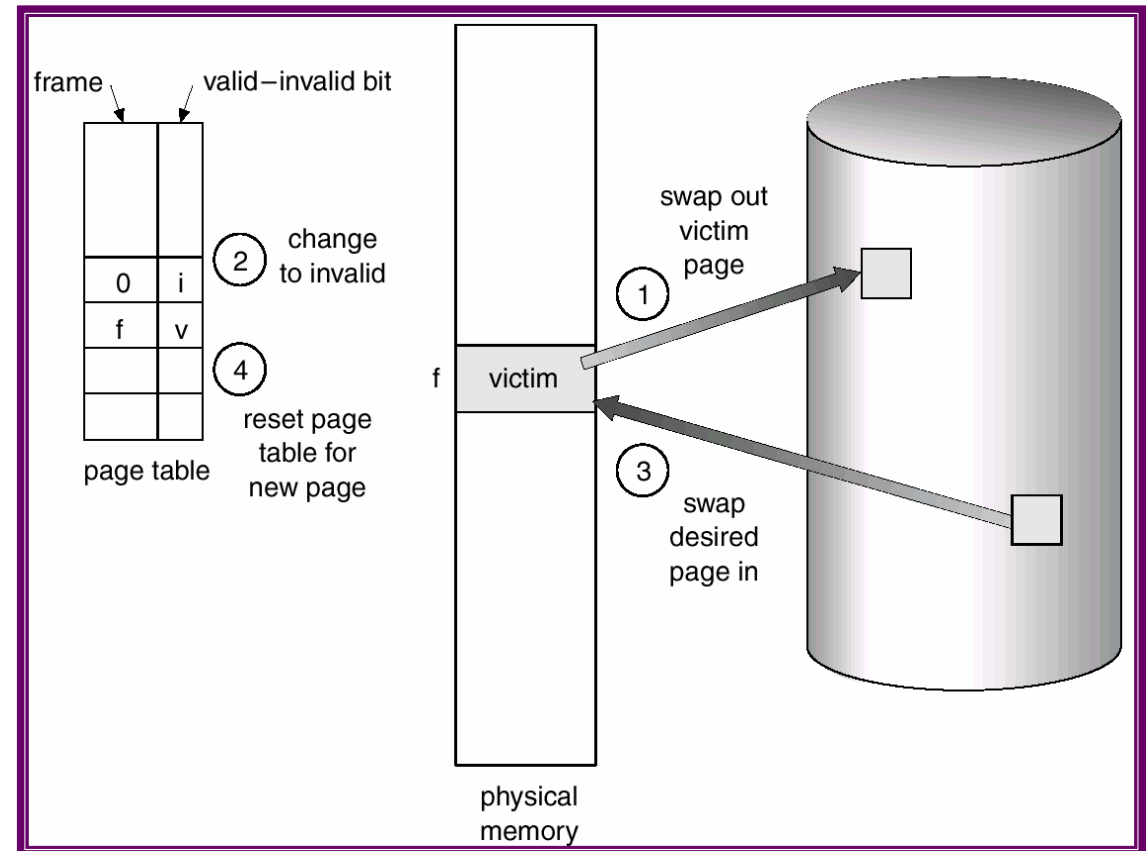 frame
valid–invalid bit
0 i
f v
2
change
to invalid
4
reset page
table for
new page
page table
f
victim
physical
memory
swap out
victim
page
1
3
swap
desired
page in